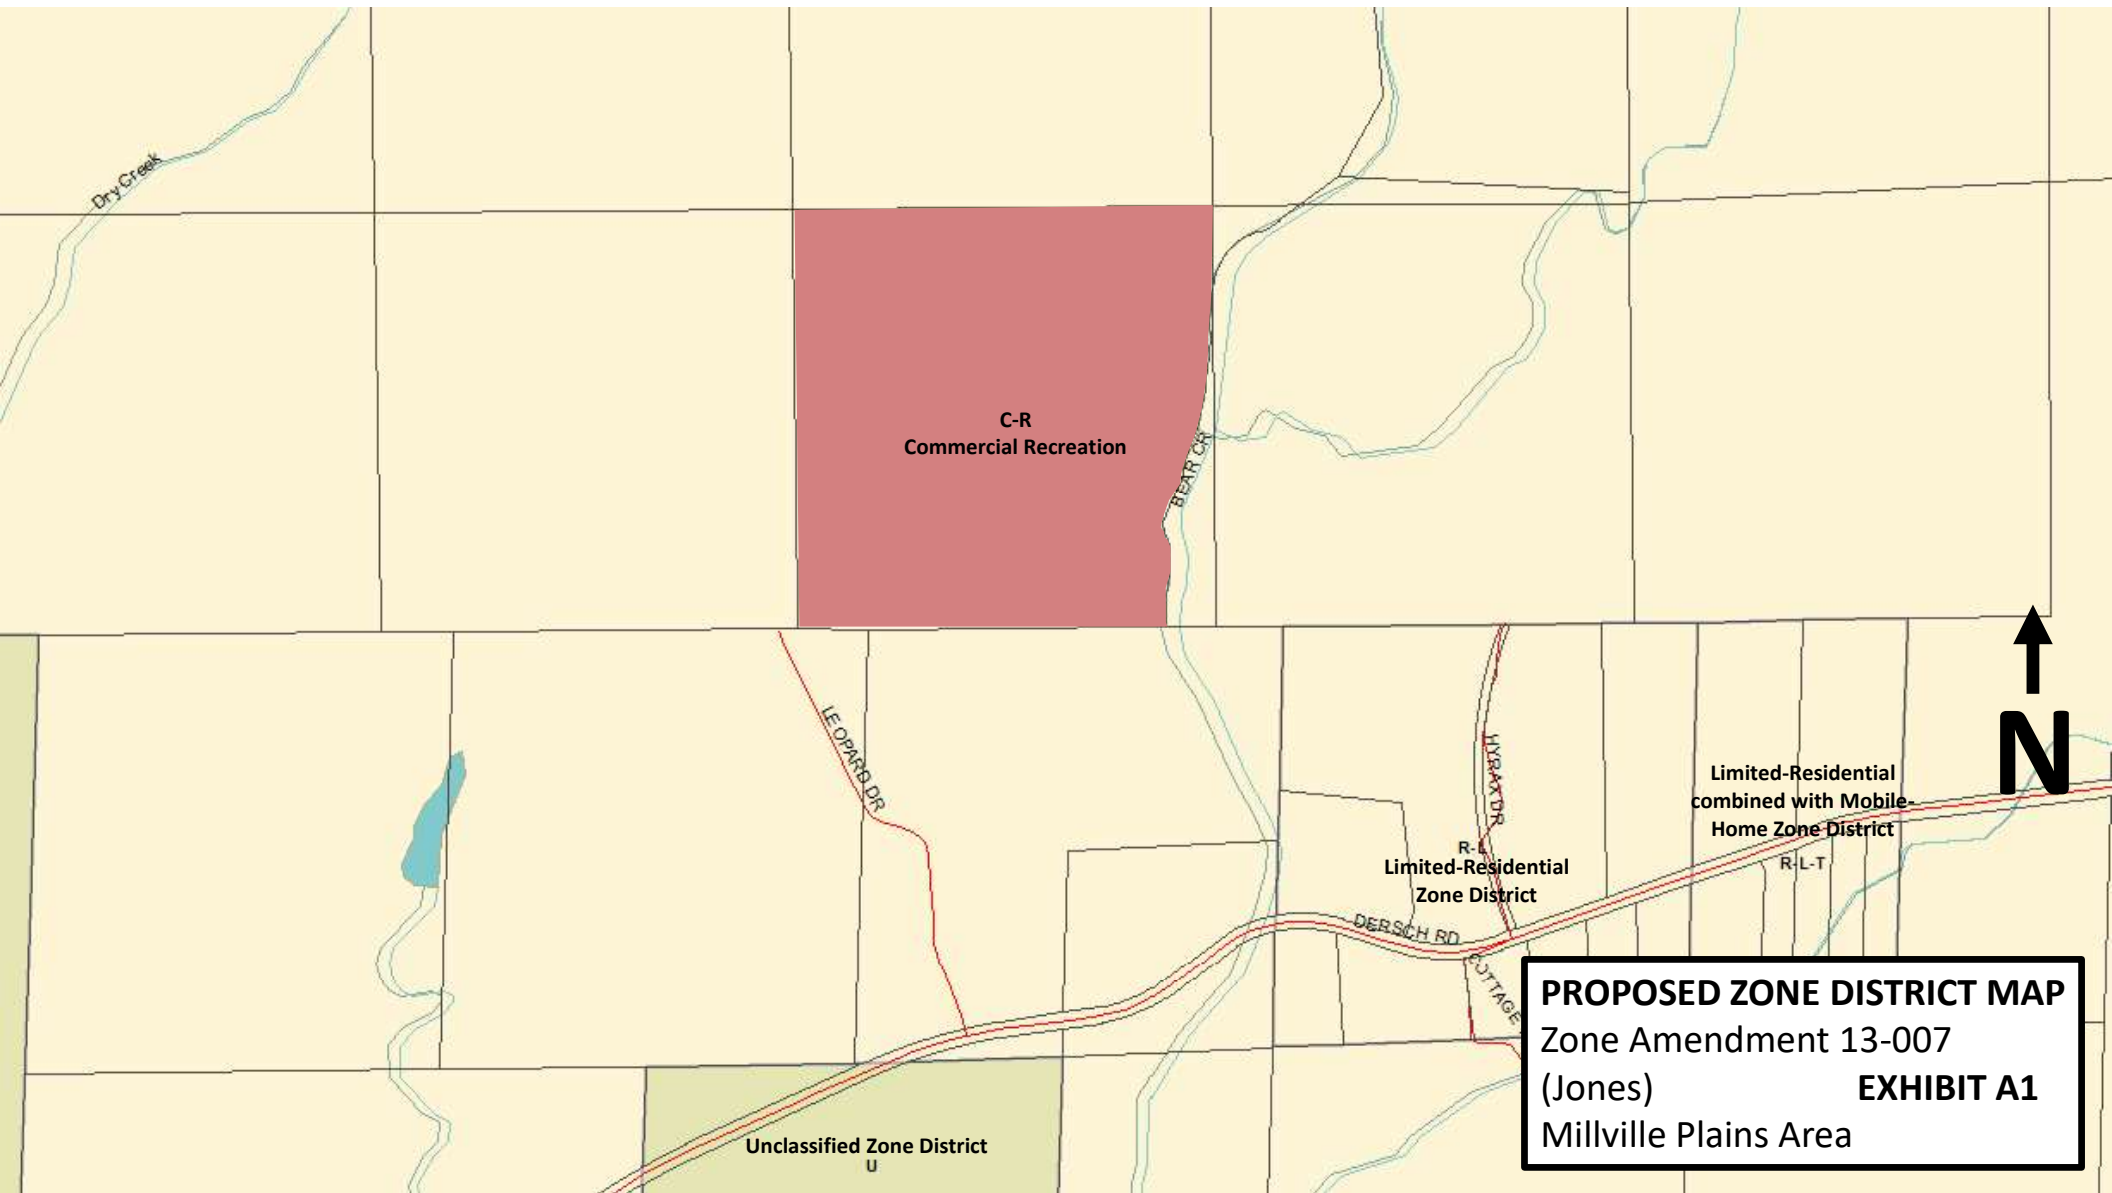 Dry Creek
C-R
Commercial Recreation
BEAR CR
LEOPARD DR
HYRAX DR
N
Limited-Residential
combined with Mobile-
Home Zone District
R-L-T
R-L
Limited-Residential
Zone District
DERSCH RD
COTTAGE
PROPOSED ZONE DISTRICT MAP
Zone Amendment 13-007
(Jones) EXHIBIT A1
Millville Plains Area
Unclassified Zone District
U